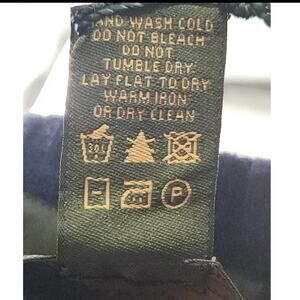 HAND WASH COLD
DO NOT BLEACH
DO NOT
TUMBLE DRY
LAY FLAT TO DRY
WARM IRON
OR DRY CLEAN
30C
P